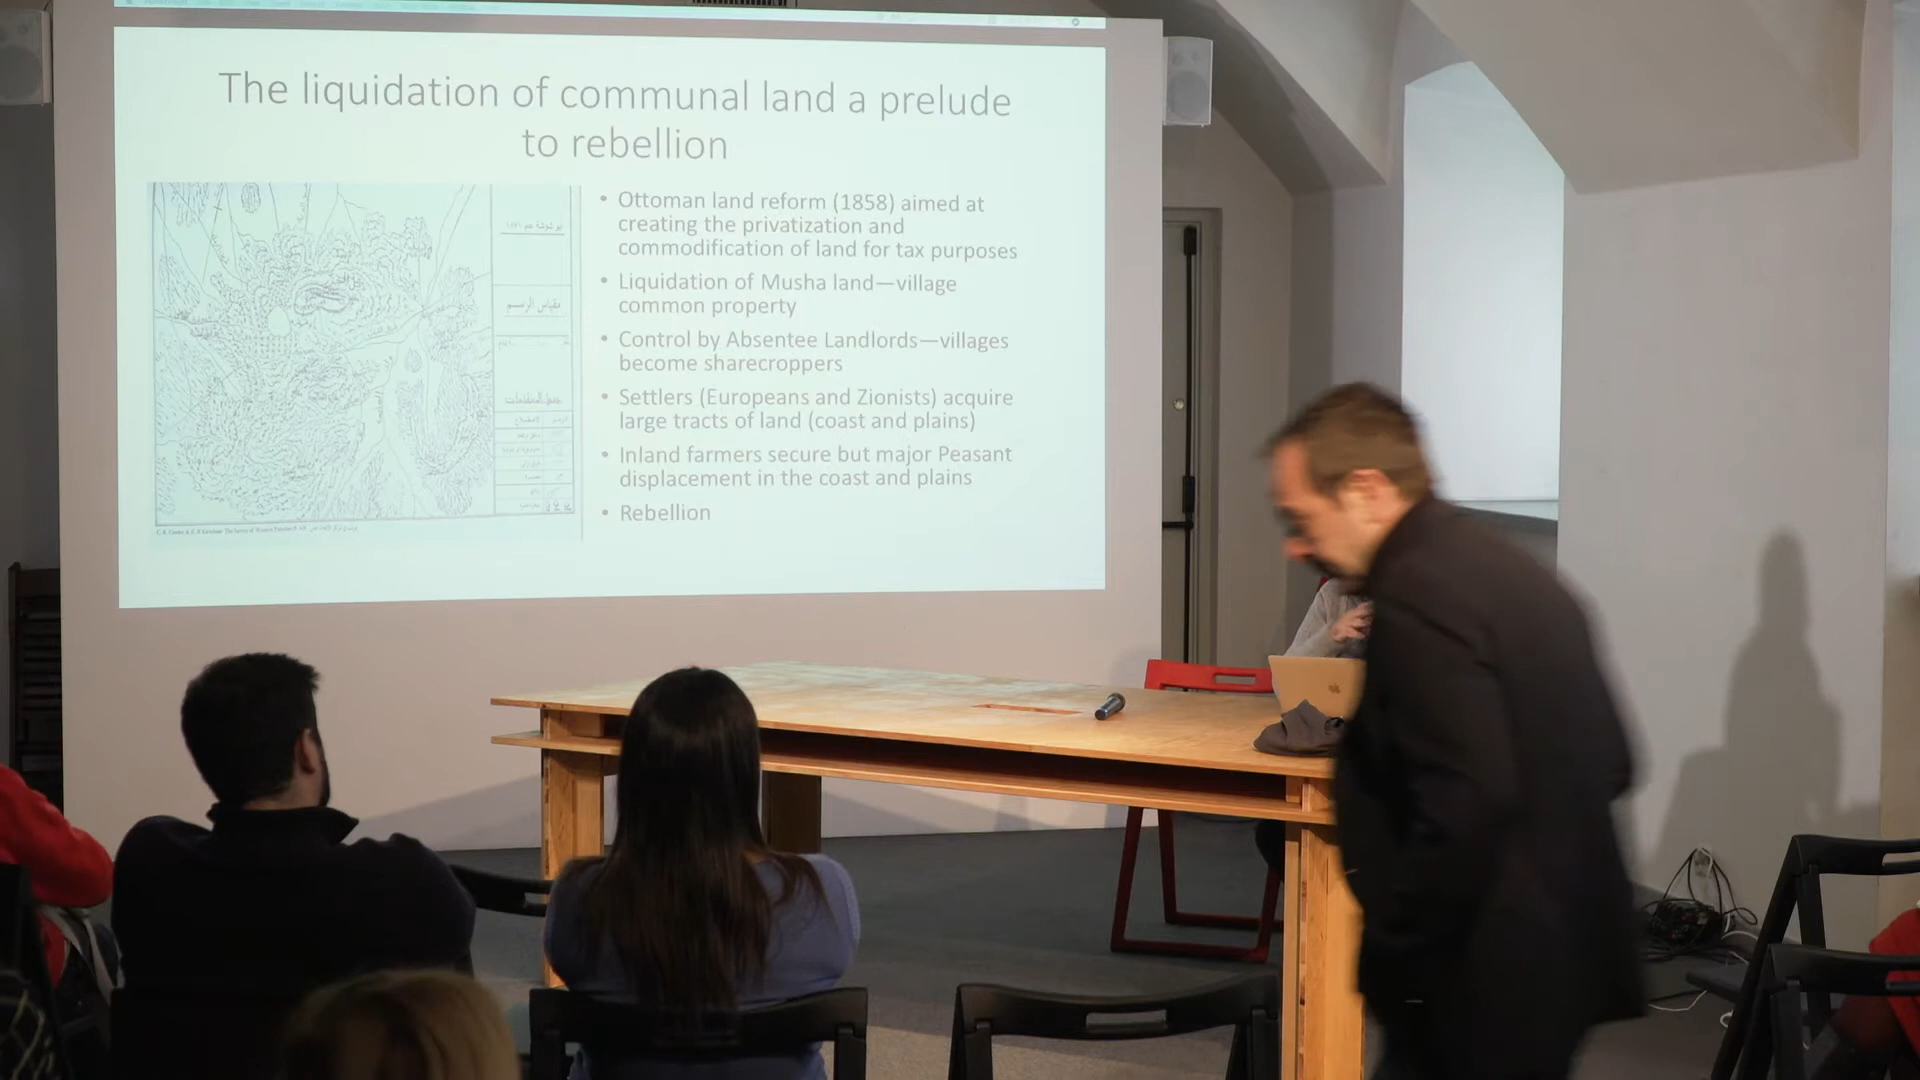 The liquidation of communal land a prelude
to rebellion
• Ottoman land reform (1858) aimed at
creating the privatization and
commodification of land for tax purposes
• Liquidation of Musha land—village
common property
• Control by Absentee Landlords—villages
become sharecroppers
• Settlers (Europeans and Zionists) acquire
large tracts of land (coast and plains)
• Inland farmers secure but major Peasant
displacement in the coast and plains
• Rebellion
مقياس الرسم